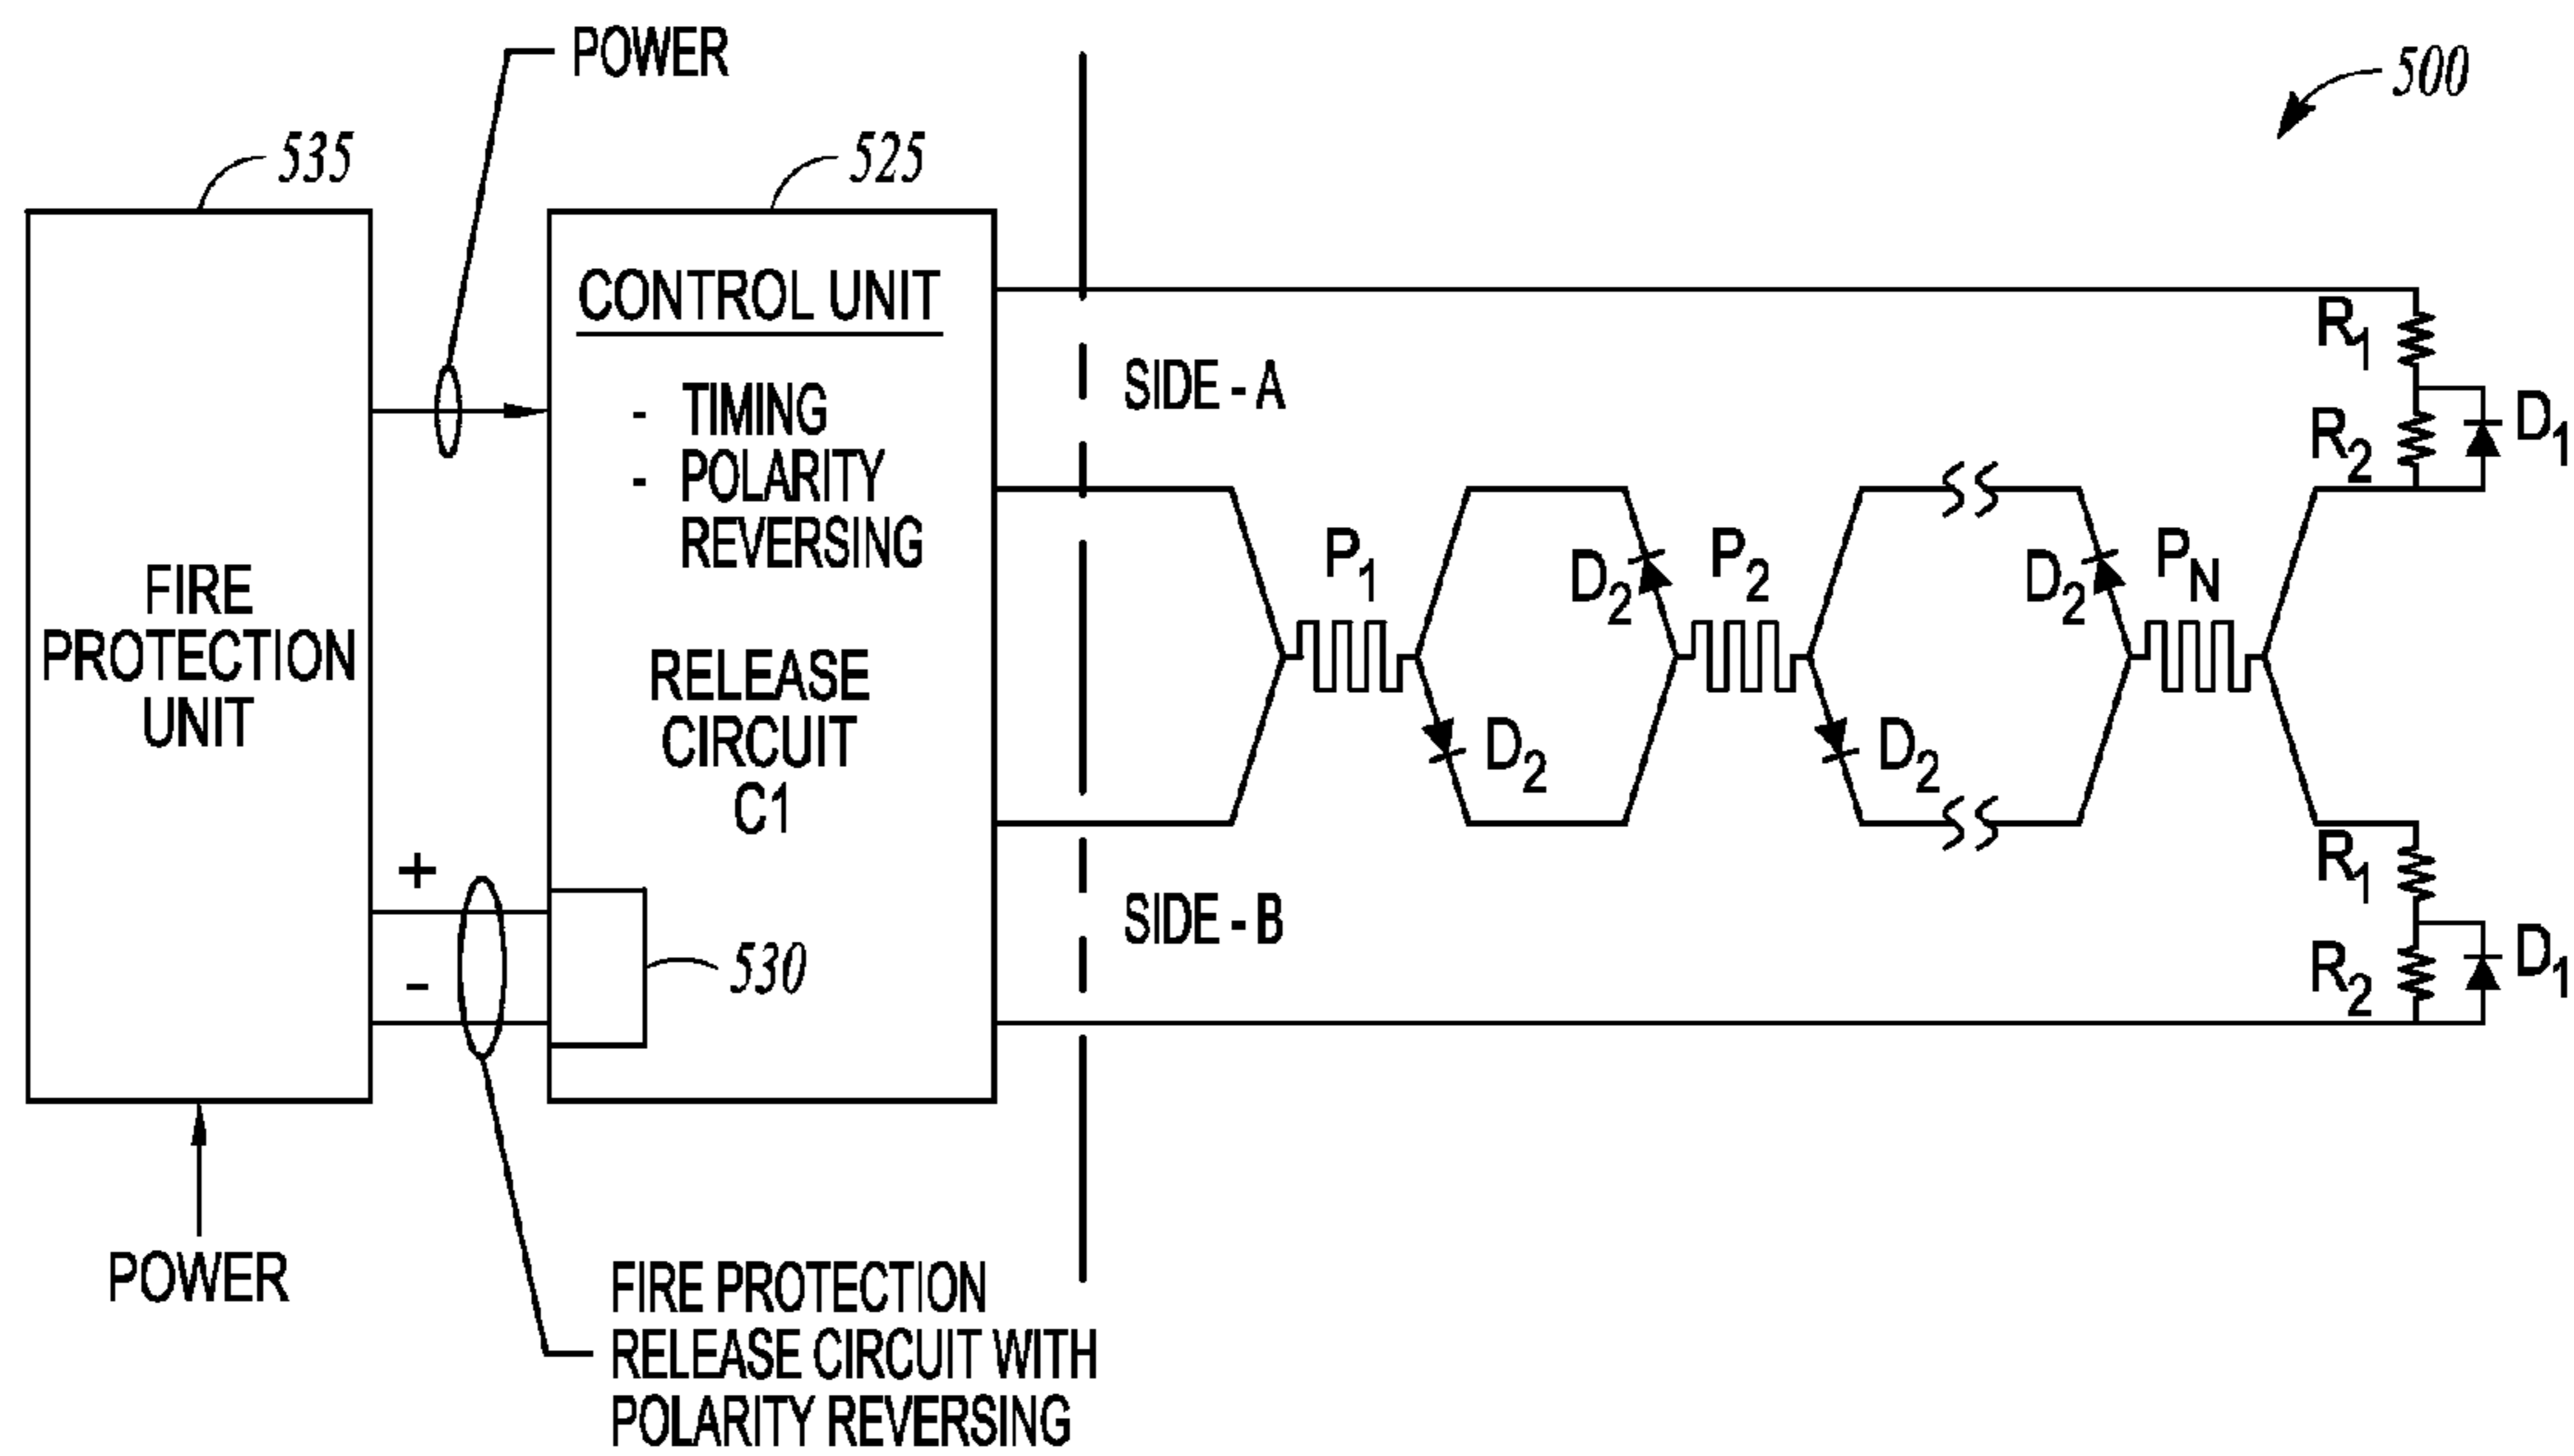 POWER
500
535
525
CONTROL UNIT
- TIMING
- POLARITY
REVERSING
RELEASE
CIRCUIT
C1
FIRE
PROTECTION
UNIT
+
-
530
SIDE - A
SIDE - B
R1
R2
D1
P1
D2
D2
P2
D2
D2
PN
R1
R2
D1
POWER
FIRE PROTECTION
RELEASE CIRCUIT WITH
POLARITY REVERSING